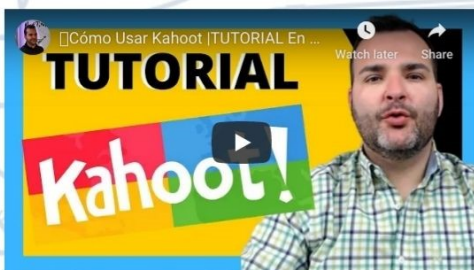 Cómo Usar Kahoot |TUTORIAL En ...
Watch later
Share
TUTORIAL
Kahoot!